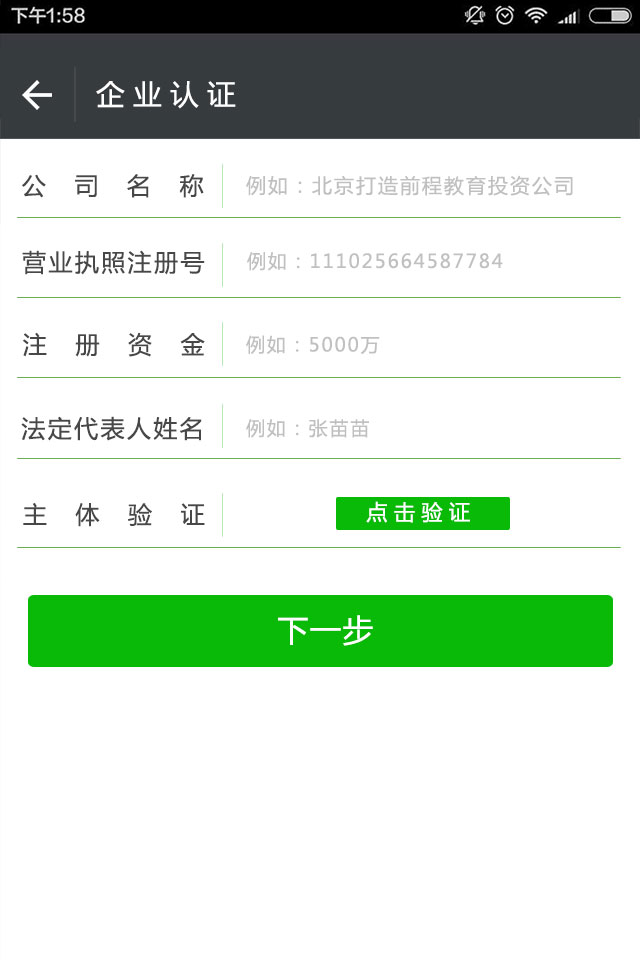 下午1:58
企业认证
公司名称 例如：北京打造前程教育投资公司
营业执照注册号 例如：111025664587784
注册资金 例如：5000万
法定代表人姓名 例如：张苗苗
主体验证 点击验证
下一步